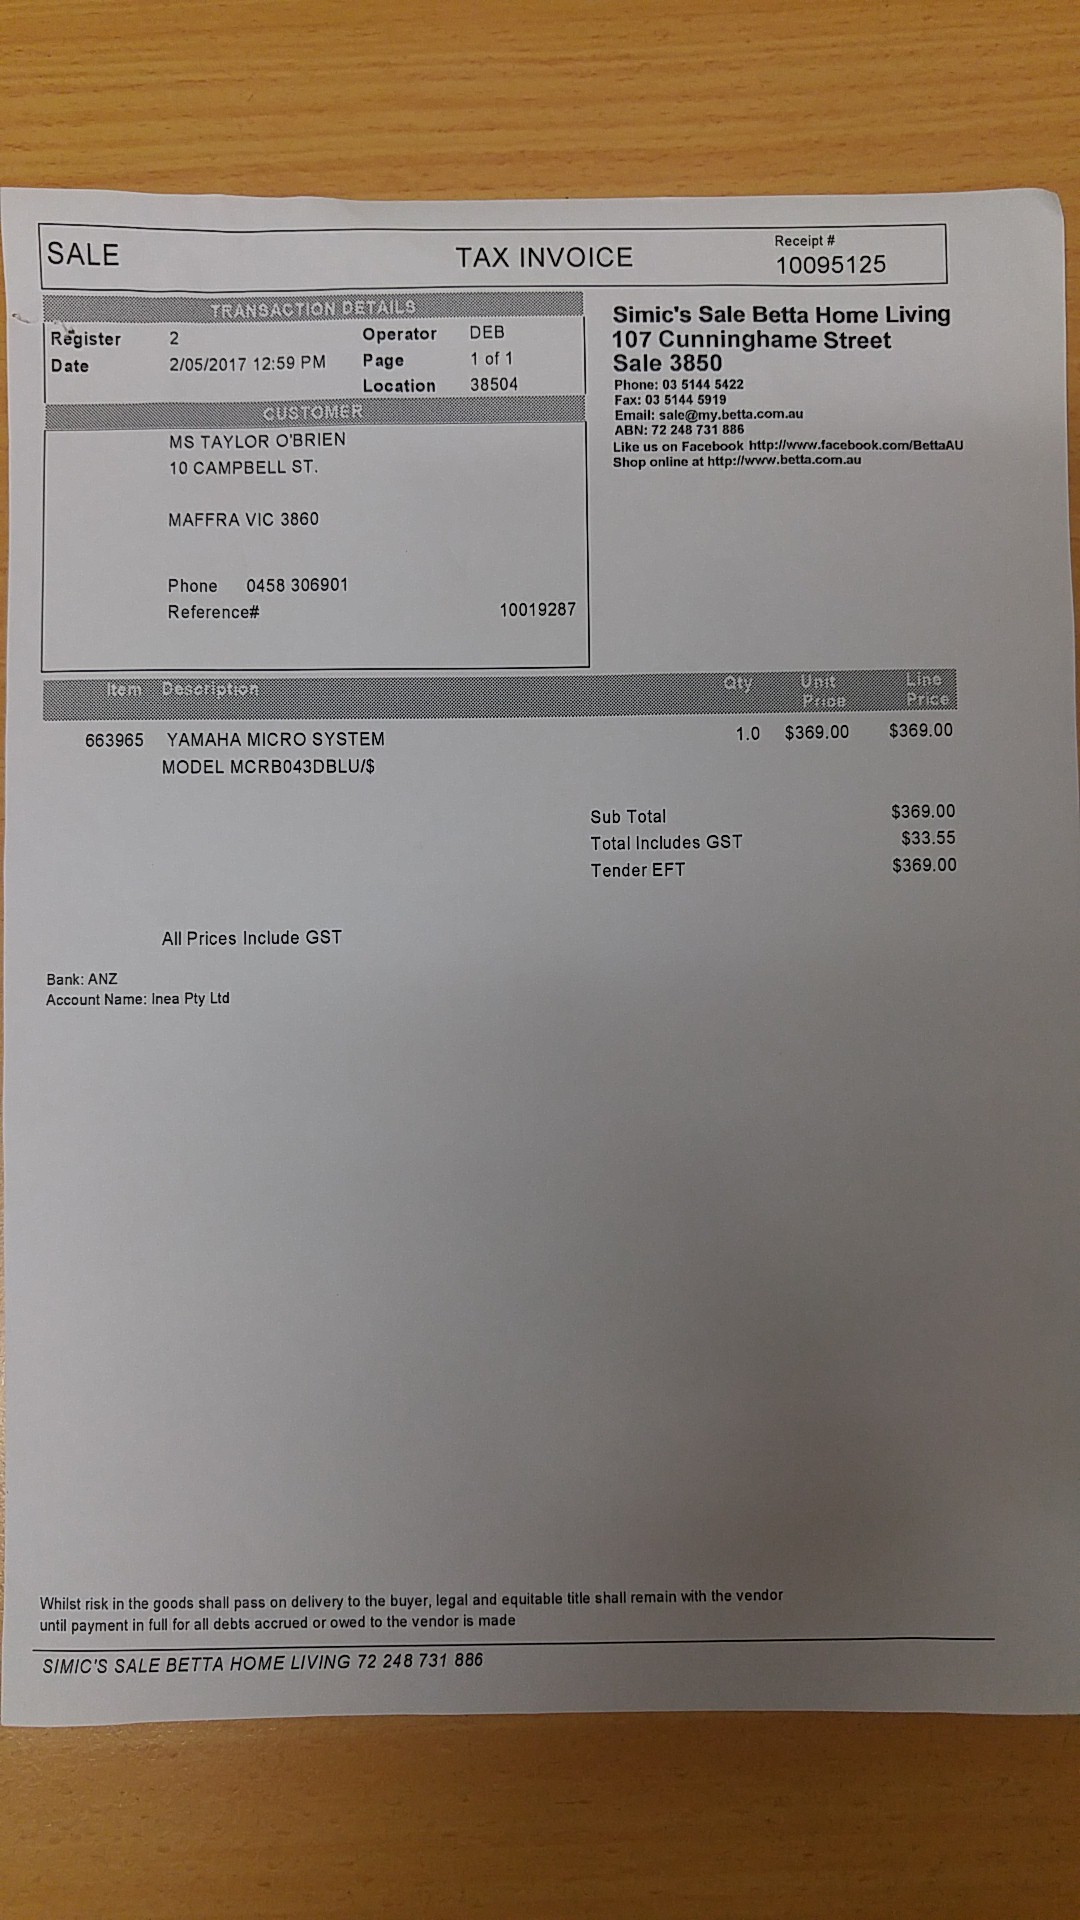 SALE TAX INVOICE Receipt #
10095125
TRANSACTION DETAILS
Register 2 Operator DEB
Date 2/05/2017 12:59 PM Page 1 of 1
Location 38504
Simic's Sale Betta Home Living
107 Cunninghame Street
Sale 3850
Phone: 03 5144 5422
Fax: 03 5144 5919
Email: sale@my.betta.com.au
ABN: 72 248 731 886
Like us on Facebook http://www.facebook.com/BettaAU
Shop online at http://www.betta.com.au
CUSTOMER
MS TAYLOR O'BRIEN
10 CAMPBELL ST.
MAFFRA VIC 3860
Phone 0458 306901
Reference# 10019287
Item Description Qty Unit Price Line Price
663965 YAMAHA MICRO SYSTEM 1.0 $369.00 $369.00
MODEL MCRB043DBLU/$
Sub Total $369.00
Total Includes GST $33.55
Tender EFT $369.00
All Prices Include GST
Bank: ANZ
Account Name: Inea Pty Ltd
Whilst risk in the goods shall pass on delivery to the buyer, legal and equitable title shall remain with the vendor
until payment in full for all debts accrued or owed to the vendor is made
SIMIC'S SALE BETTA HOME LIVING 72 248 731 886